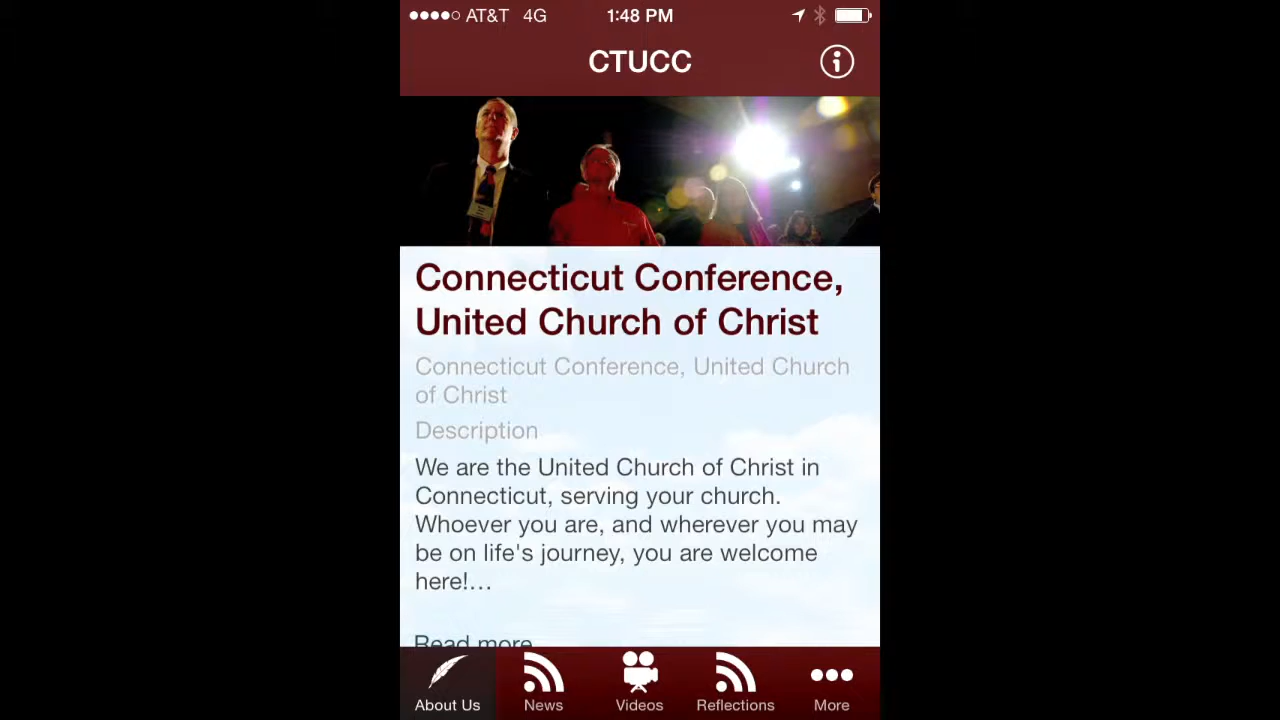 AT&T 4G 1:48 PM
CTUCC
Connecticut Conference,
United Church of Christ
Connecticut Conference, United Church
of Christ
Description
We are the United Church of Christ in
Connecticut, serving your church.
Whoever you are, and wherever you may
be on life's journey, you are welcome
here!...
Read more
About Us News Videos Reflections More